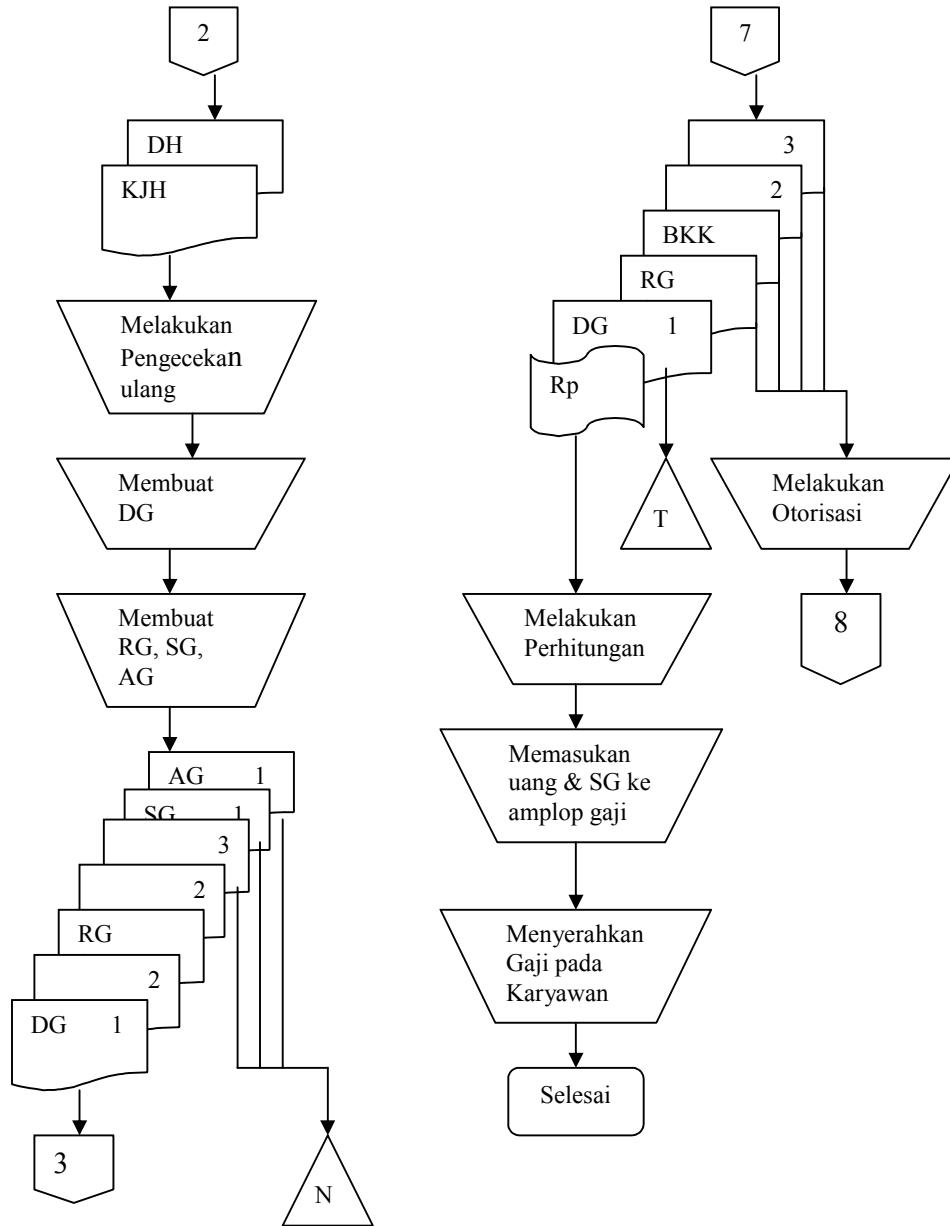 2
DH
KJH
Melakukan
Pengecekan
ulang
Membuat
DG
Membuat
RG, SG,
AG
AG 1
SG 1
3
2
RG
2
DG 1
3
N
7
3
2
BKK
RG
DG 1
Rp
T
Melakukan
Otorisasi
8
Melakukan
Perhitungan
Memasukan
uang & SG ke
amplop gaji
Menyerahkan
Gaji pada
Karyawan
Selesai